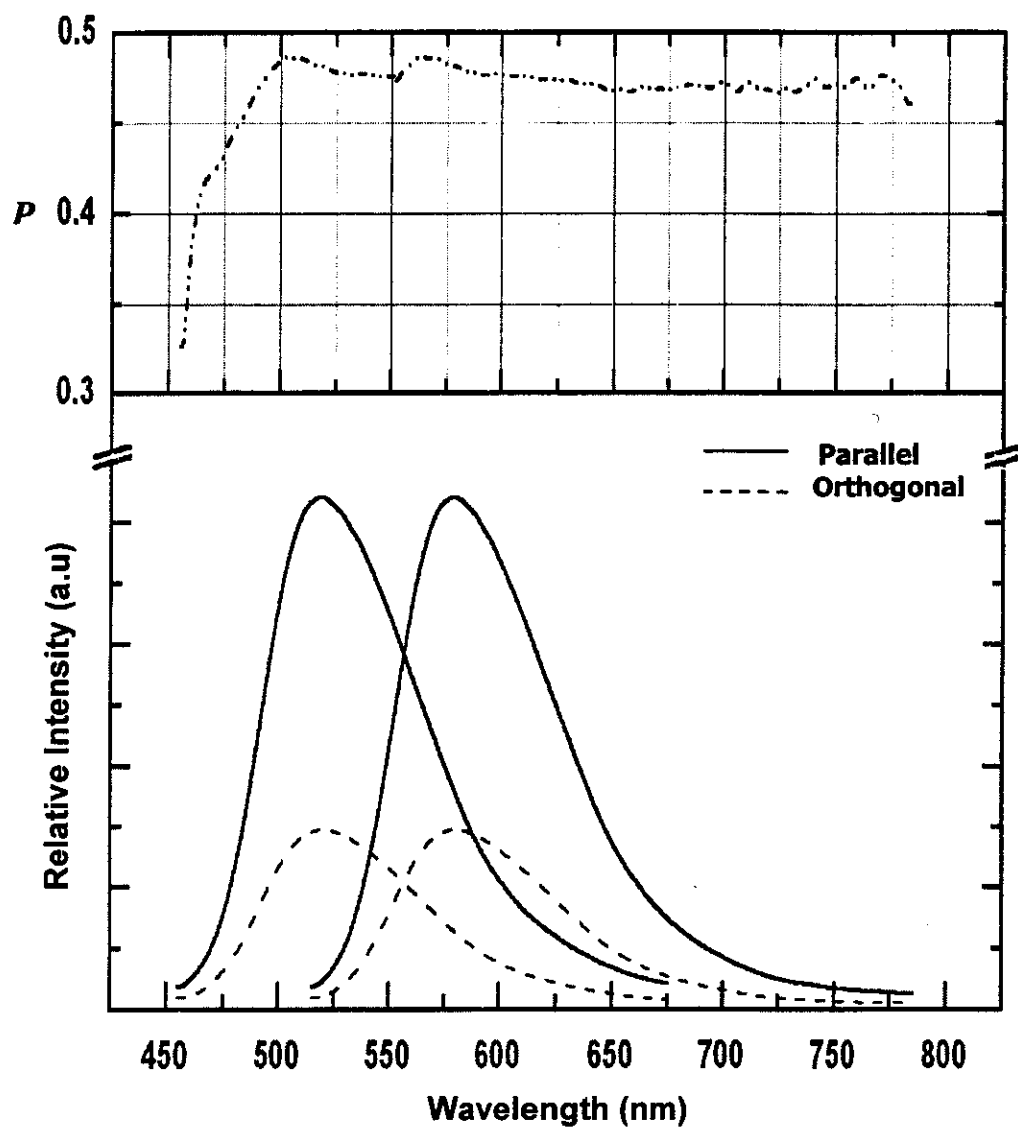 0.5
P 0.4
0.3
Parallel
Orthogonal
Relative Intensity (a.u)
450 500 550 600 650 700 750 800
Wavelength (nm)